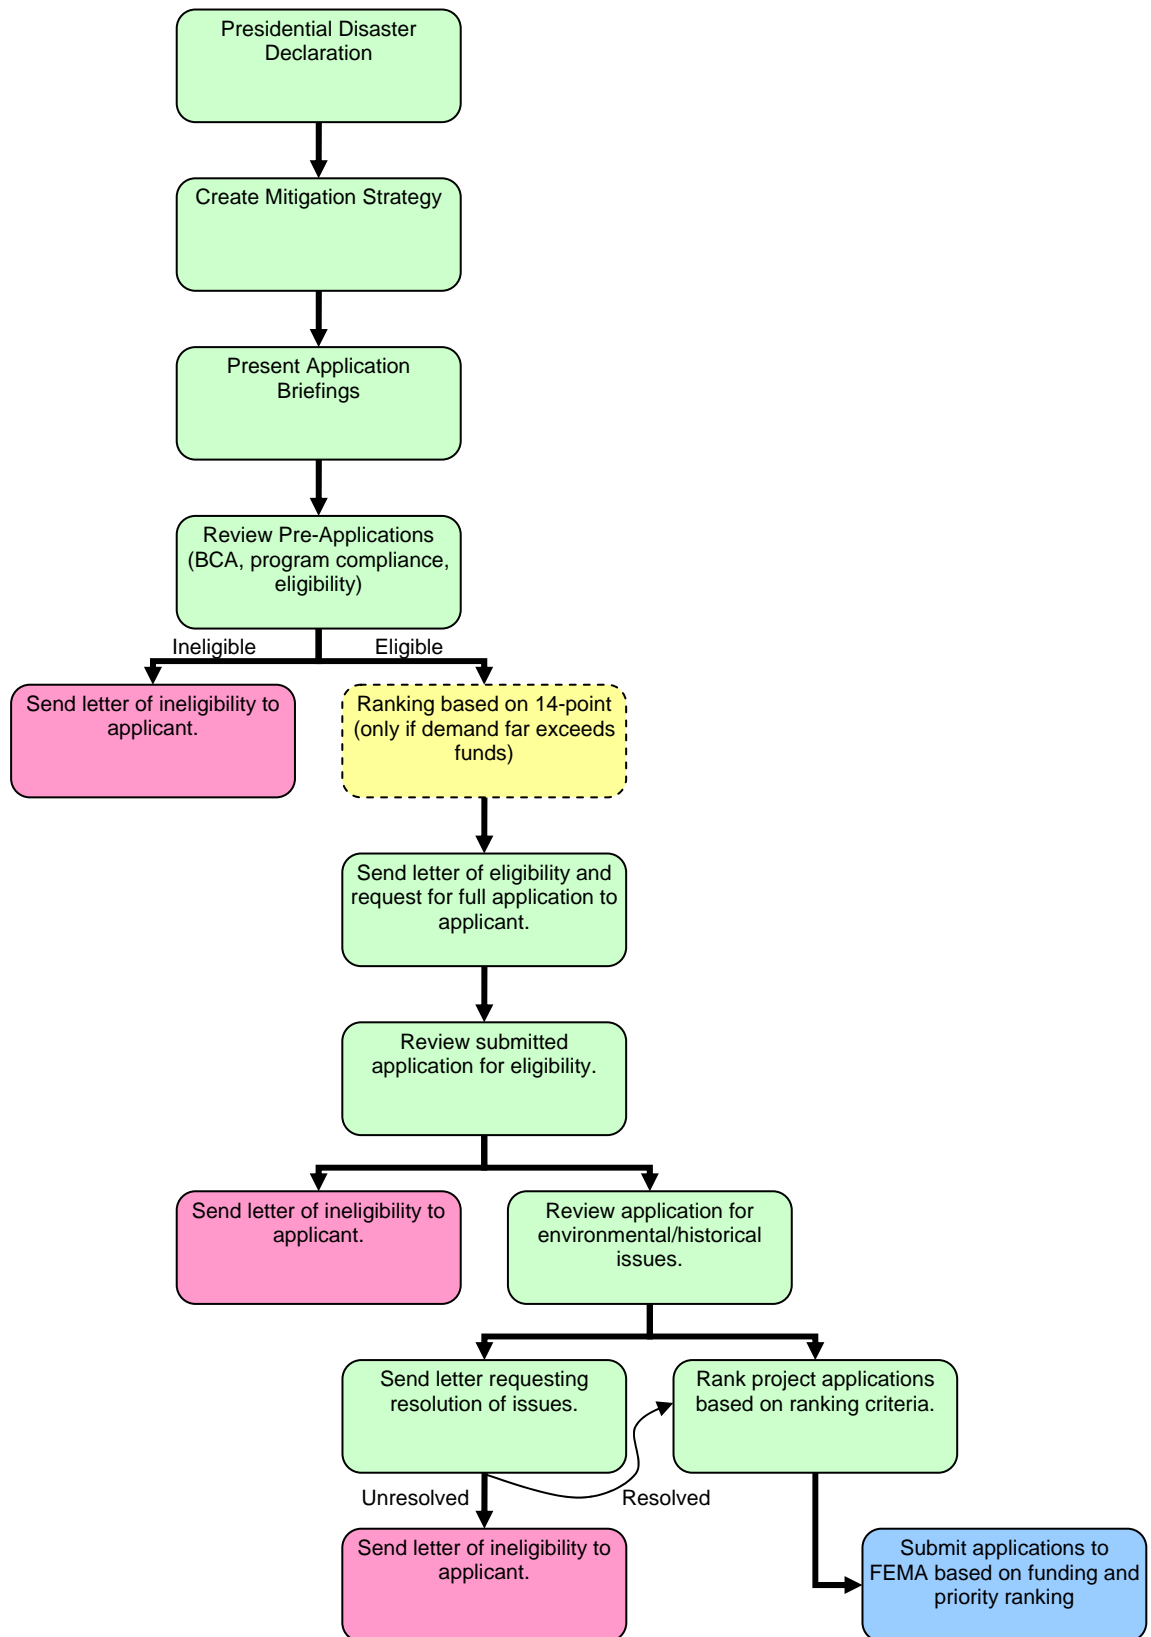 Presidential Disaster
Declaration
Create Mitigation Strategy
Present Application
Briefings
Review Pre-Applications
(BCA, program compliance,
eligibility)
Ineligible
Eligible
Send letter of ineligibility to
applicant.
Ranking based on 14-point
(only if demand far exceeds
funds)
Send letter of eligibility and
request for full application to
applicant.
Review submitted
application for eligibility.
Send letter of ineligibility to
applicant.
Review application for
environmental/historical
issues.
Send letter requesting
resolution of issues.
Rank project applications
based on ranking criteria.
Unresolved
Resolved
Send letter of ineligibility to
applicant.
Submit applications to
FEMA based on funding and
priority ranking